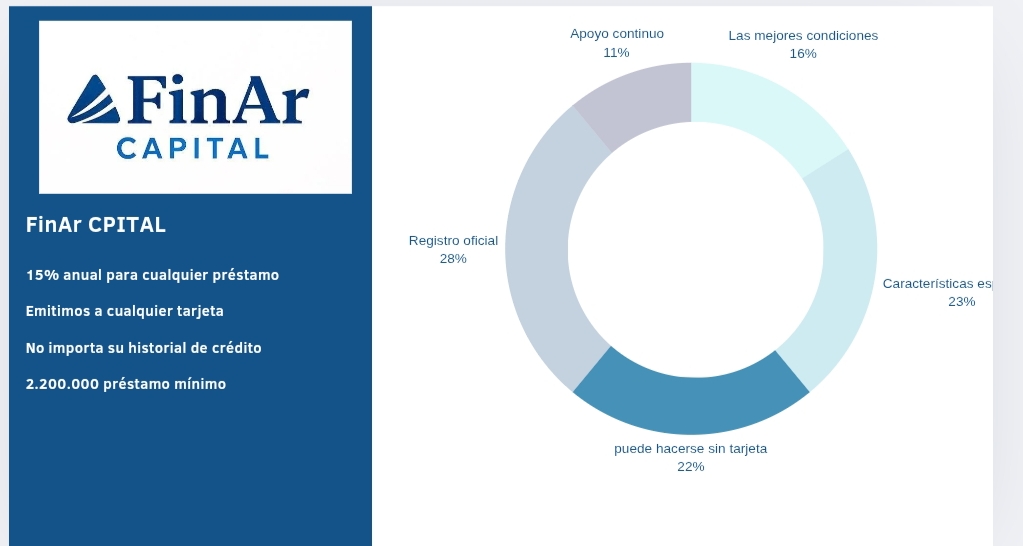 FinAr
CAPITAL
FinAr CPITAL
15% anual para cualquier préstamo
Emitimos a cualquier tarjeta
No importa su historial de crédito
2.200.000 préstamo mínimo
Apoyo continuo
11%
Las mejores condiciones
16%
Registro oficial
28%
Características
23%
puede hacerse sin tarjeta
22%